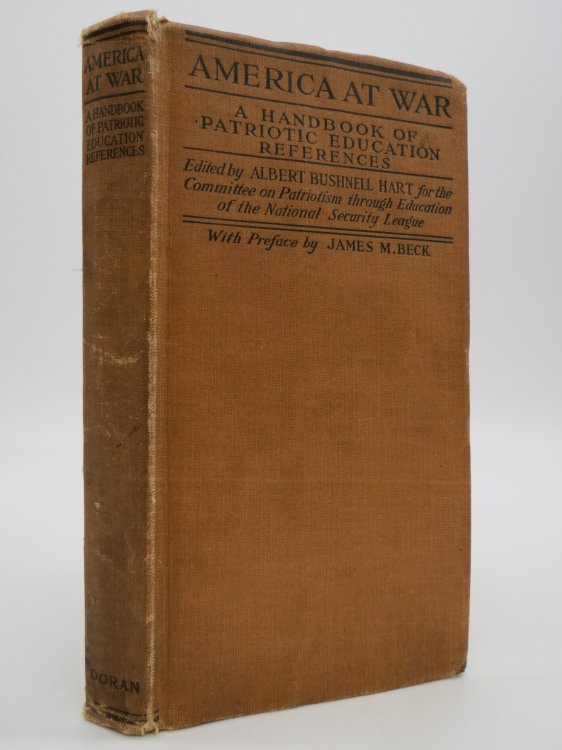 AMERICA
AT WAR
A HANDBOOK
OF PATRIOTIC
EDUCATION
REFERENCES
DORAN
AMERICA AT WAR
A HANDBOOK OF
PATRIOTIC EDUCATION
REFERENCES
Edited by ALBERT BUSHNELL HART for the
Committee on Patriotism through Education
of the National Security League
With Preface by JAMES M. BECK